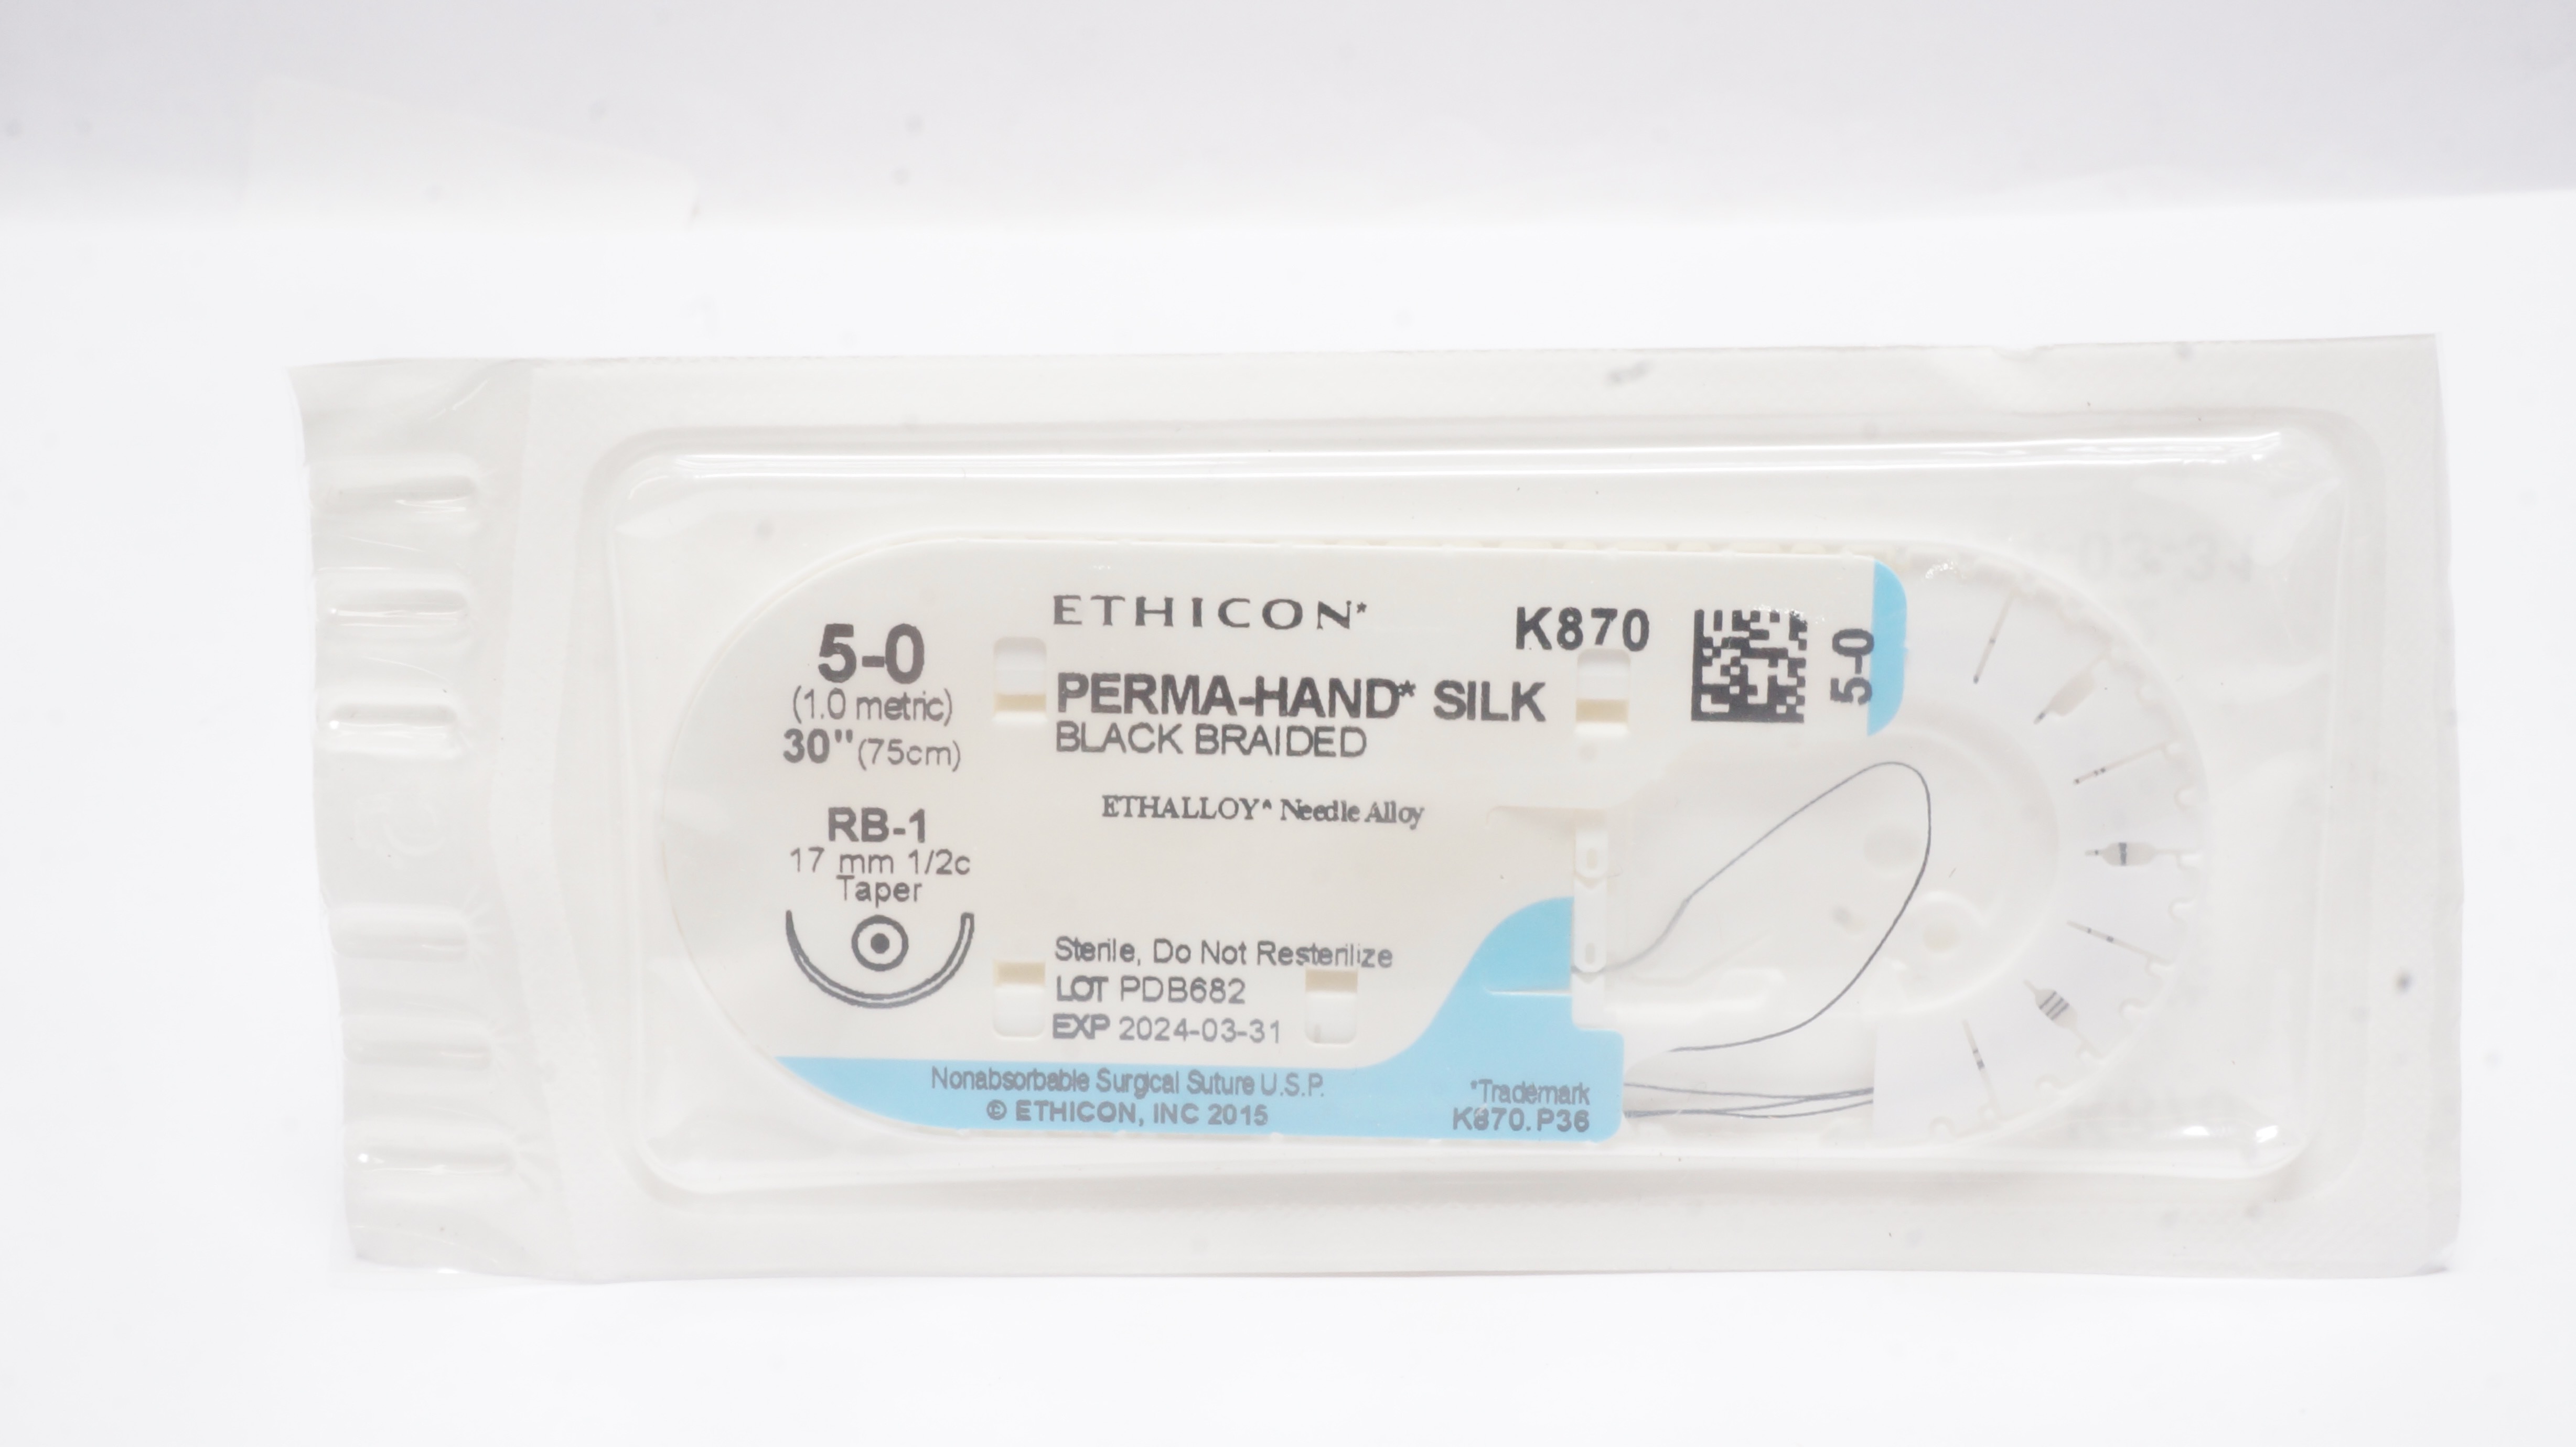 5-0
(1.0 metric)
30" (75cm)
RB-1
17 mm 1/2c
Taper
ETHICON*
K870
PERMA-HAND* SILK
BLACK BRAIDED
ETHALLOY* Needle Alloy
5-0
Sterile, Do Not Resterilize
LOT PDB682
EXP 2024-03-31
Nonabsorbable Surgical Suture U.S.P.
© ETHICON, INC 2015
*Trademark
K870.P36
03-31